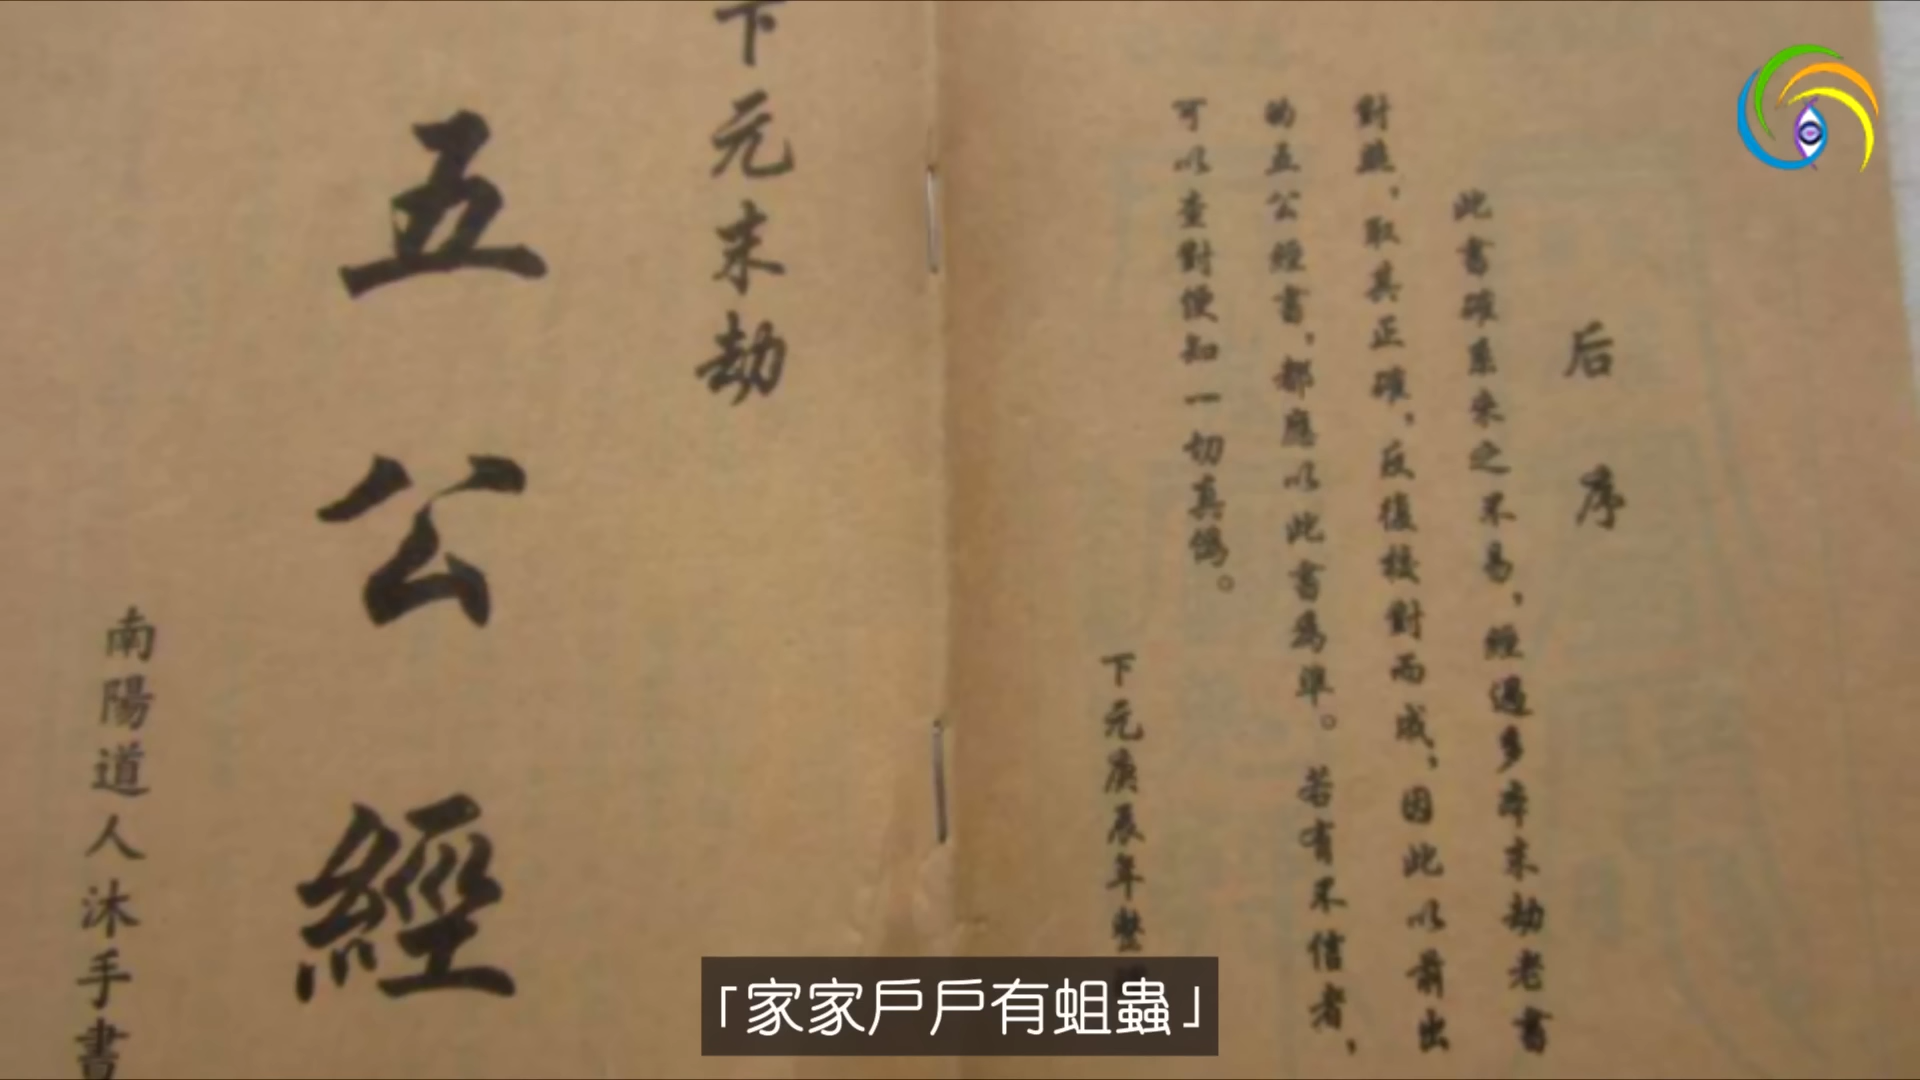 后序
此書確系來之不易，經過多本末劫老書
對照，取其正確，反復校對而成，因此以前出
的五公經書，都應以此書爲準。若有不信者，
可以查對便知一切真僞。
下元庚辰年整
下元末劫
五公經
南陽道人沐手書
「家家戶戶有蛆蟲」